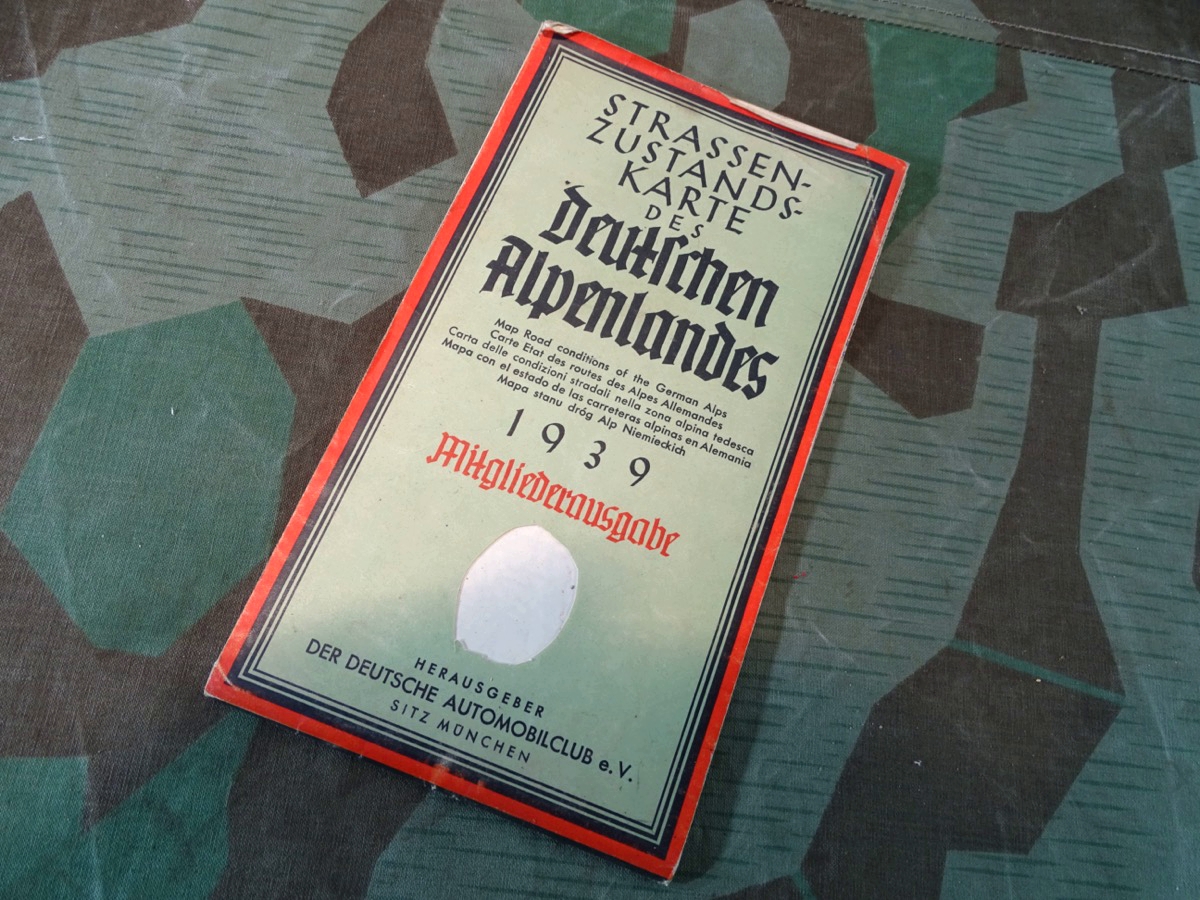 STRASSEN-
ZUSTANDS-
KARTE
DES
Deutschen
Alpenlandes
Map Road conditions of the German Alps
Carte Etat des routes des Alpes Allemandes
Carta delle condizioni stradali nella zona alpina tedesca
Mapa con el estado de las carreteras alpinas en Alemania
Mapa stanu dróg Alp Niemieckich
1939
Mitgliederausgabe
HERAUSGEBER
DER DEUTSCHE AUTOMOBILCLUB e.V.
SITZ MÜNCHEN